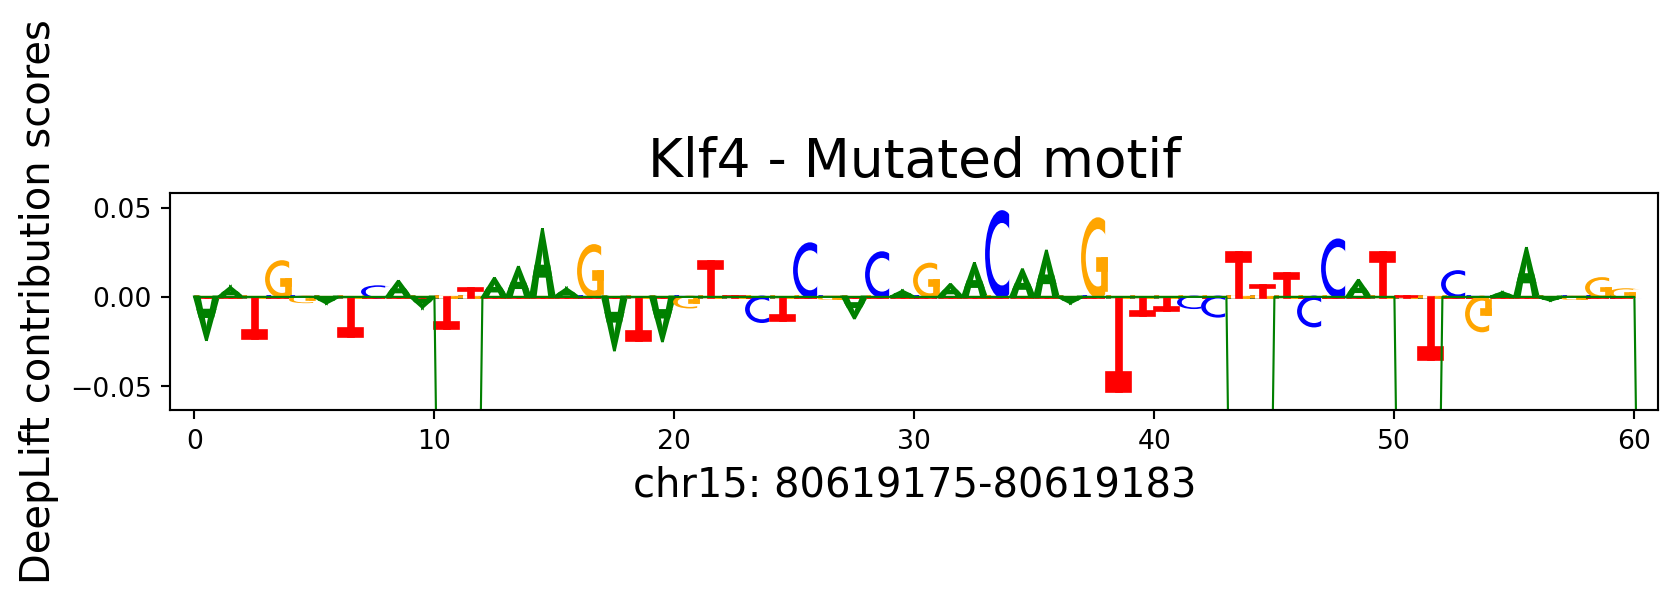 Klf4 - Mutated motif
DeepLift contribution scores
0.05
0.00
−0.05
0 10 20 30 40 50 60
chr15: 80619175-80619183